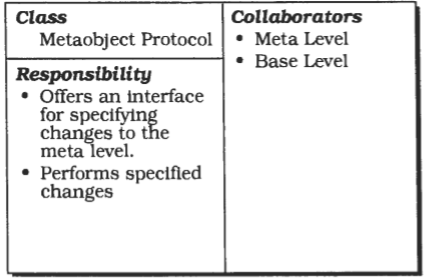 Class
Metaobject Protocol
Responsibility
• Offers an interface
for specifying
changes to the
meta level.
• Performs specified
changes
Collaborators
• Meta Level
• Base Level